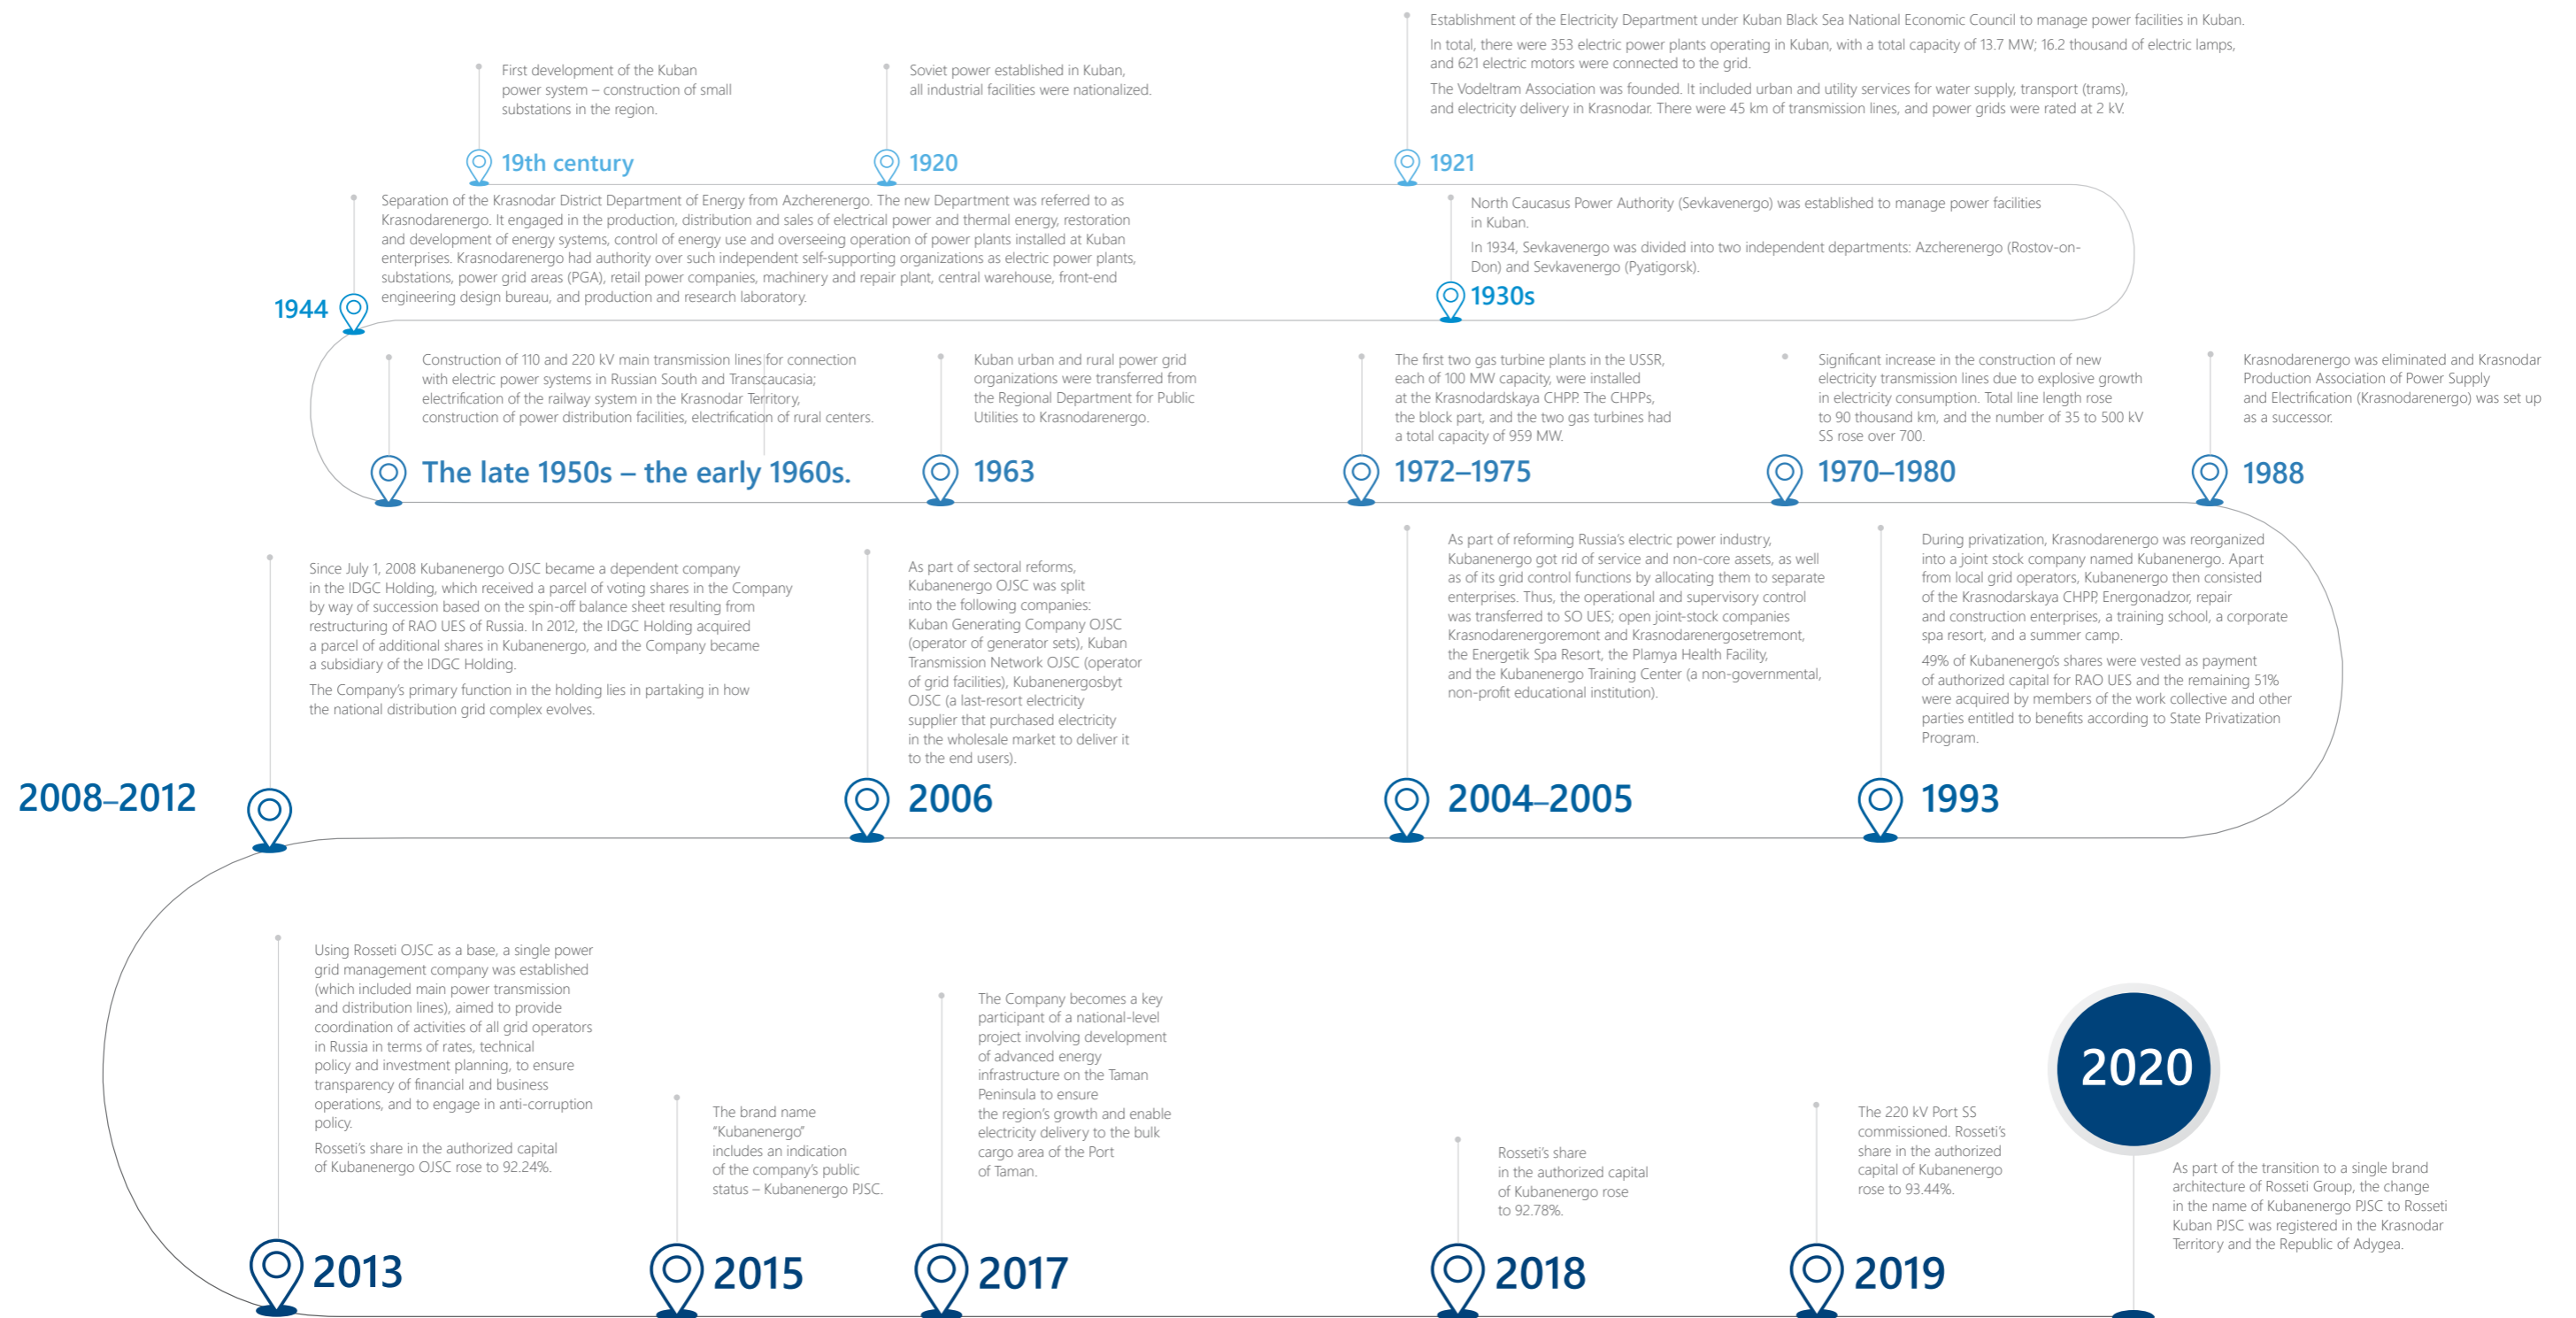 First development of the Kuban
power system – construction of small
substations in the region.
19th century
Soviet power established in Kuban,
all industrial facilities were nationalized.
1920
Establishment of the Electricity Department under Kuban Black Sea National Economic Council to manage power facilities in Kuban.
In total, there were 353 electric power plants operating in Kuban, with a total capacity of 13.7 MW; 16.2 thousand of electric lamps,
and 621 electric motors were connected to the grid.
The Vodeltram Association was founded. It included urban and utility services for water supply, transport (trams),
and electricity delivery in Krasnodar. There were 45 km of transmission lines, and power grids were rated at 2 kV.
1921
North Caucasus Power Authority (Sevkavenergo) was established to manage power facilities
in Kuban.
In 1934, Sevkavenergo was divided into two independent departments: Azcherenergo (Rostov-on-
Don) and Sevkavenergo (Pyatigorsk).
1930s
Separation of the Krasnodar District Department of Energy from Azcherenergo. The new Department was referred to as
Krasnodarenergo. It engaged in the production, distribution and sales of electrical power and thermal energy, restoration
and development of energy systems, control of energy use and overseeing operation of power plants installed at Kuban
enterprises. Krasnodarenergo had authority over such independent self-supporting organizations as electric power plants,
substations, power grid areas (PGA), retail power companies, machinery and repair plant, central warehouse, front-end
engineering design bureau, and production and research laboratory.
1944
Construction of 110 and 220 kV main transmission lines for connection
with electric power systems in Russian South and Transcaucasia;
electrification of the railway system in the Krasnodar Territory,
construction of power distribution facilities, electrification of rural centers.
The late 1950s – the early 1960s.
Kuban urban and rural power grid
organizations were transferred from
the Regional Department for Public
Utilities to Krasnodarenergo.
1963
The first two gas turbine plants in the USSR,
each of 100 MW capacity, were installed
at the Krasnodardskaya CHPP. The CHPPs,
the block part, and the two gas turbines had
a total capacity of 959 MW.
1972–1975
Significant increase in the construction of new
electricity transmission lines due to explosive growth
in electricity consumption. Total line length rose
to 90 thousand km, and the number of 35 to 500 kV
SS rose over 700.
1970–1980
Krasnodarenergo was eliminated and Krasnodar
Production Association of Power Supply
and Electrification (Krasnodarenergo) was set up
as a successor.
1988
During privatization, Krasnodarenergo was reorganized
into a joint stock company named Kubanenergo. Apart
from local grid operators, Kubanenergo then consisted
of the Krasnodarskaya CHPP, Energonadzor, repair
and construction enterprises, a training school, a corporate
spa resort, and a summer camp.
49% of Kubanenergo's shares were vested as payment
of authorized capital for RAO UES and the remaining 51%
were acquired by members of the work collective and other
parties entitled to benefits according to State Privatization
Program.
1993
As part of reforming Russia's electric power industry,
Kubanenergo got rid of service and non-core assets, as well
as of its grid control functions by allocating them to separate
enterprises. Thus, the operational and supervisory control
was transferred to SO UES; open joint-stock companies
Krasnodarenergoremont and Krasnodarenergosetremont,
the Energetik Spa Resort, the Plamya Health Facility,
and the Kubanenergo Training Center (a non-governmental,
non-profit educational institution).
2004–2005
As part of sectoral reforms,
Kubanenergo OJSC was split
into the following companies:
Kuban Generating Company OJSC
(operator of generator sets), Kuban
Transmission Network OJSC (operator
of grid facilities), Kubanenergosbyt
OJSC (a last-resort electricity
supplier that purchased electricity
in the wholesale market to deliver it
to the end users).
2006
Since July 1, 2008 Kubanenergo OJSC became a dependent company
in the IDGC Holding, which received a parcel of voting shares in the Company
by way of succession based on the spin-off balance sheet resulting from
restructuring of RAO UES of Russia. In 2012, the IDGC Holding acquired
a parcel of additional shares in Kubanenergo, and the Company became
a subsidiary of the IDGC Holding.
The Company's primary function in the holding lies in partaking in how
the national distribution grid complex evolves.
2008–2012
Using Rosseti OJSC as a base, a single power
grid management company was established
(which included main power transmission
and distribution lines), aimed to provide
coordination of activities of all grid operators
in Russia in terms of rates, technical
policy and investment planning, to ensure
transparency of financial and business
operations, and to engage in anti-corruption
policy.
Rosseti's share in the authorized capital
of Kubanenergo OJSC rose to 92.24%.
2013
The brand name
"Kubanenergo"
includes an indication
of the company's public
status – Kubanenergo PJSC.
2015
The Company becomes a key
participant of a national-level
project involving development
of advanced energy
infrastructure on the Taman
Peninsula to ensure
the region's growth and enable
electricity delivery to the bulk
cargo area of the Port
of Taman.
2017
Rosseti's share
in the authorized capital
of Kubanenergo rose
to 92.78%.
2018
The 220 kV Port SS
commissioned. Rosseti's
share in the authorized
capital of Kubanenergo
rose to 93.44%.
2019
2020
As part of the transition to a single brand
architecture of Rosseti Group, the change
in the name of Kubanenergo PJSC to Rosseti
Kuban PJSC was registered in the Krasnodar
Territory and the Republic of Adygea.